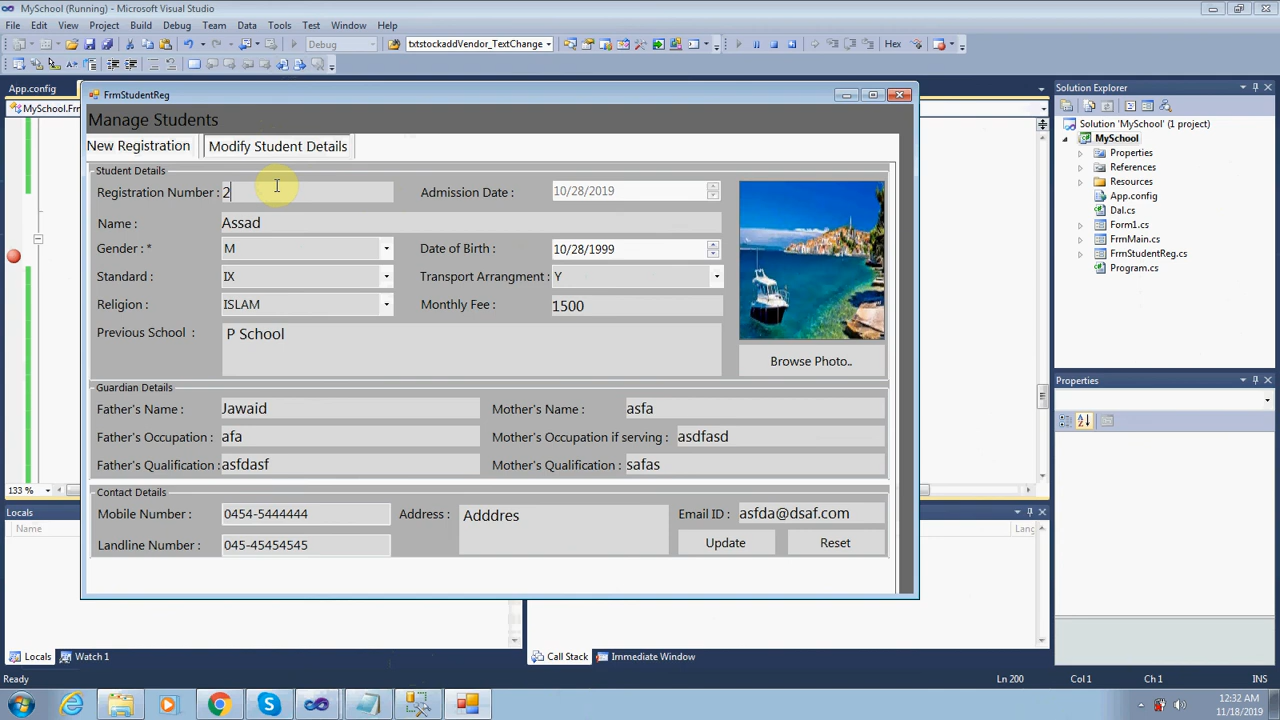 MySchool (Running) - Microsoft Visual Studio
File Edit View Project Build Debug Team Data Tools Test Window Help
Debug txtstockaddVendor_TextChange Hex
App.config
MySchool.Frn
FrmStudentReg
Manage Students
New Registration Modify Student Details
Student Details
Registration Number : 2 Admission Date : 10/28/2019
Name : Assad
Gender : * M Date of Birth : 10/28/1999
Standard : IX Transport Arrangment : Y
Religion : ISLAM Monthly Fee : 1500
Previous School : P School
Browse Photo..
Guardian Details
Father's Name : Jawaid Mother's Name : asfa
Father's Occupation : afa Mother's Occupation if serving : asdfasd
Father's Qualification : asfdasf Mother's Qualification : safas
Contact Details
Mobile Number : 0454-5444444 Address : Adddres Email ID : asfda@dsaf.com
Landline Number : 045-45454545 Update Reset
Solution Explorer
Solution 'MySchool' (1 project)
MySchool
Properties
References
Resources
App.config
Dal.cs
Form1.cs
FrmMain.cs
FrmStudentReg.cs
Program.cs
Properties
133 %
Locals
Name
Lang
Locals Watch 1 Call Stack Immediate Window
Ready Ln 200 Col 1 Ch 1
12:32 AM
11/18/2019